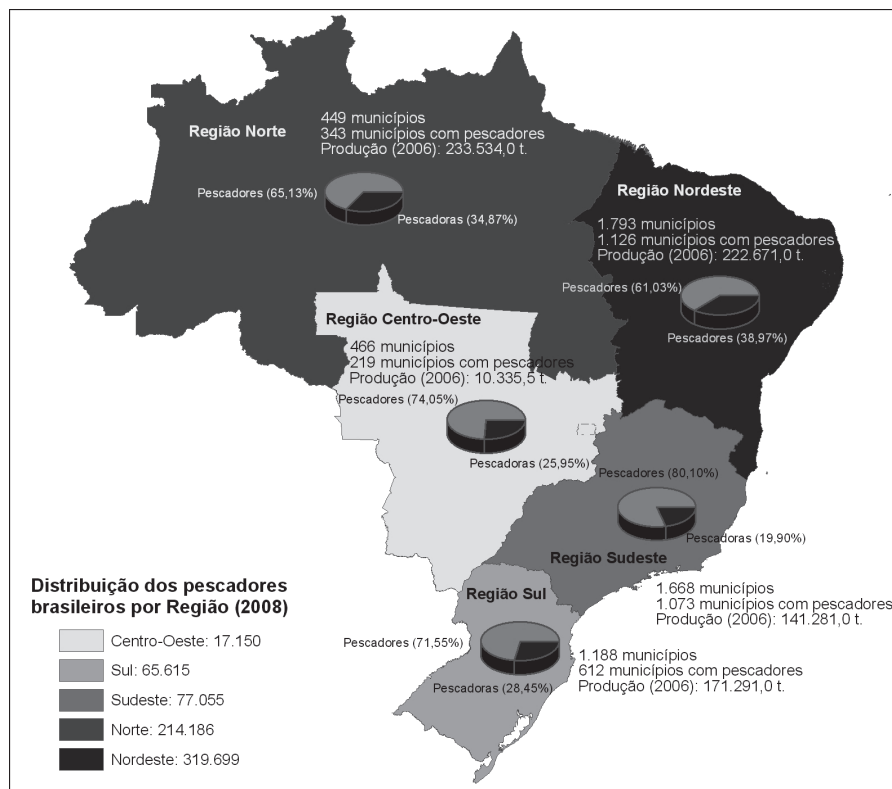 Região Norte
449 municípios
343 municípios com pescadores
Produção (2006): 233.534,0 t.
Pescadores (65,13%)
Pescadoras (34,87%)
Região Nordeste
1.793 municípios
1.126 municípios com pescadores
Produção (2006): 222.671,0 t.
Pescadores (61,03%)
Pescadores (38,97%)
Região Centro-Oeste
466 municípios
219 municípios com pescadores
Produção (2006): 10.335,5 t.
Pescadores (74,05%)
Pescadoras (25,95%)
Pescadores (80,10%)
Pescadoras (19,90%)
Região Sudeste
1.668 municípios
1.073 municípios com pescadores
Produção (2006): 141.281,0 t.
Região Sul
Pescadores (71,55%)
Pescadoras (28,45%)
1.188 municípios
612 municípios com pescadores
Produção (2006): 171.291,0 t.
Distribuição dos pescadores
brasileiros por Região (2008)
Centro-Oeste: 17.150
Sul: 65.615
Sudeste: 77.055
Norte: 214.186
Nordeste: 319.699